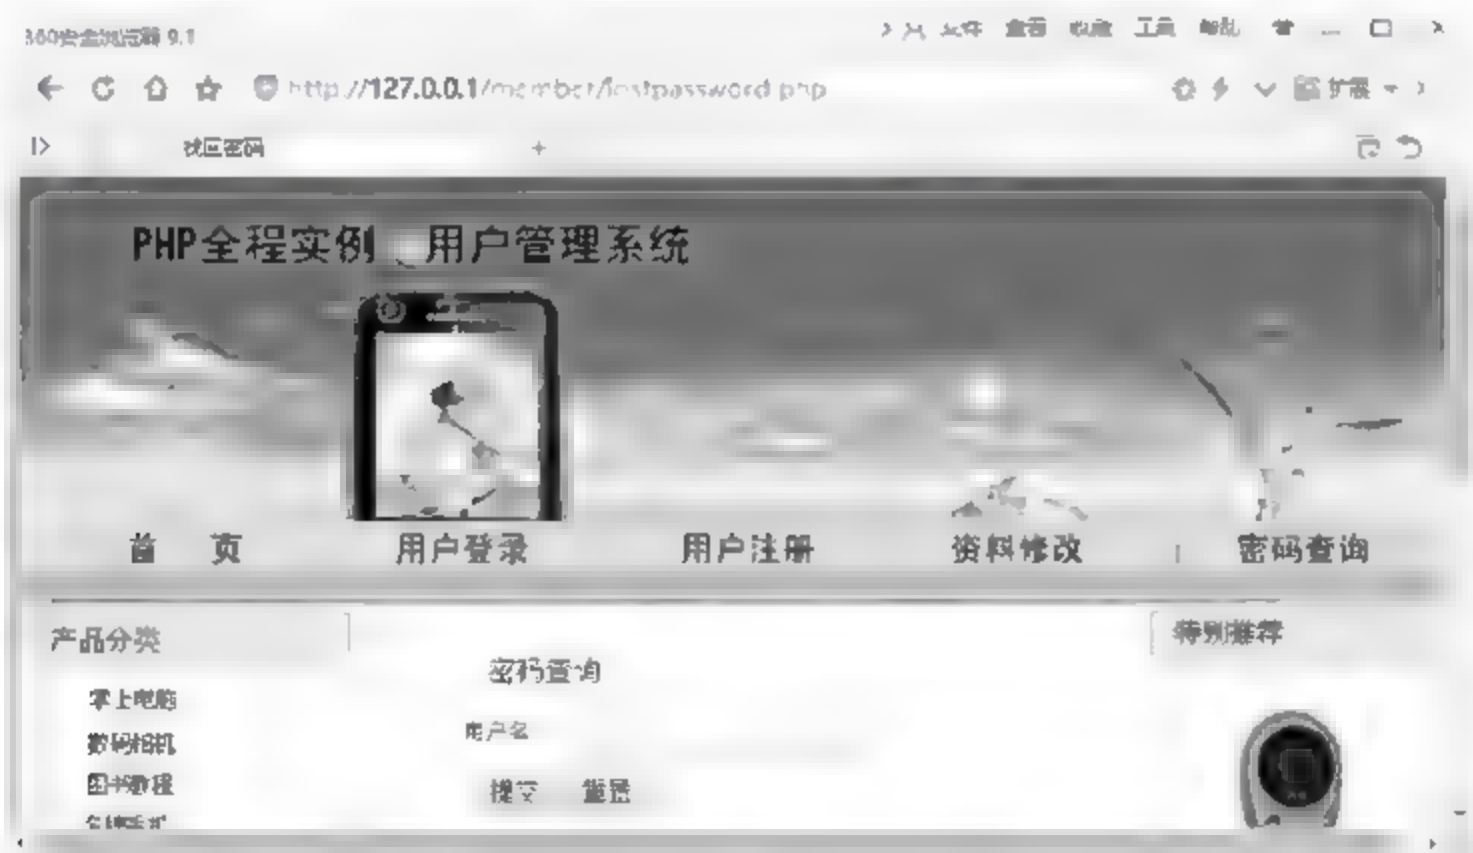 360安全浏览器 9.1 文件 查看 收藏 工具 帮助
http://127.0.0.1/member/lostpassword.php 扩展
找回密码
PHP全程实例 用户管理系统
首 页 用户登录 用户注册 资料修改 密码查询
产品分类 特别推荐
密码查询
掌上电脑
用户名
数码相机
图书教程
提交 重置